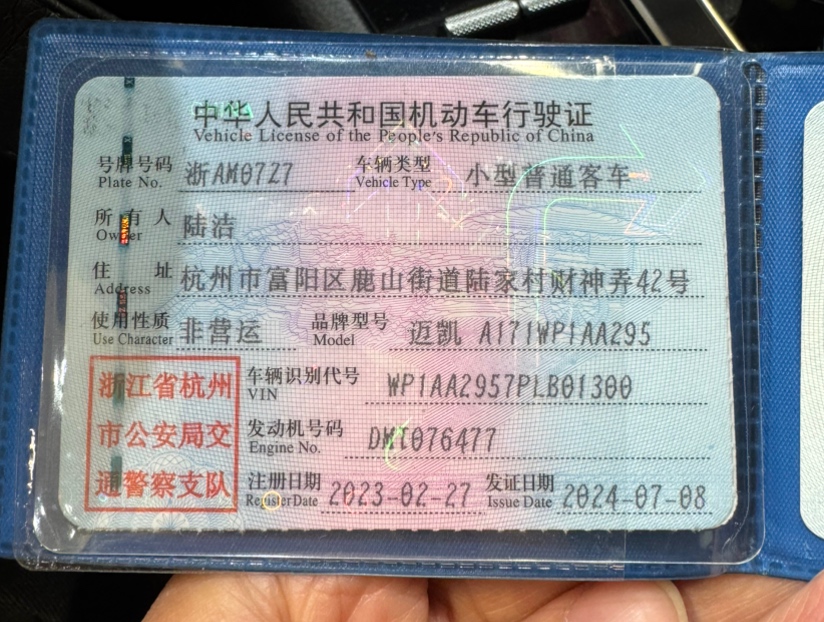 中华人民共和国机动车行驶证
Vehicle License of the People's Republic of China
号牌号码 浙AM0727 车辆类型 小型普通客车
Plate No. Vehicle Type
所有人 陆洁
Owner
住址 杭州市富阳区鹿山街道陆家村财神弄42号
Address
使用性质 非营运 品牌型号 迈凯 A171WP1AA295
Use Character Model
浙江省杭州
市公安局交
通警察支队
车辆识别代号 WP1AA2957PLB01300
VIN
发动机号码
Engine No.
注册日期 2023-02-27 发证日期 2024-07-08
Register Date Issue Date